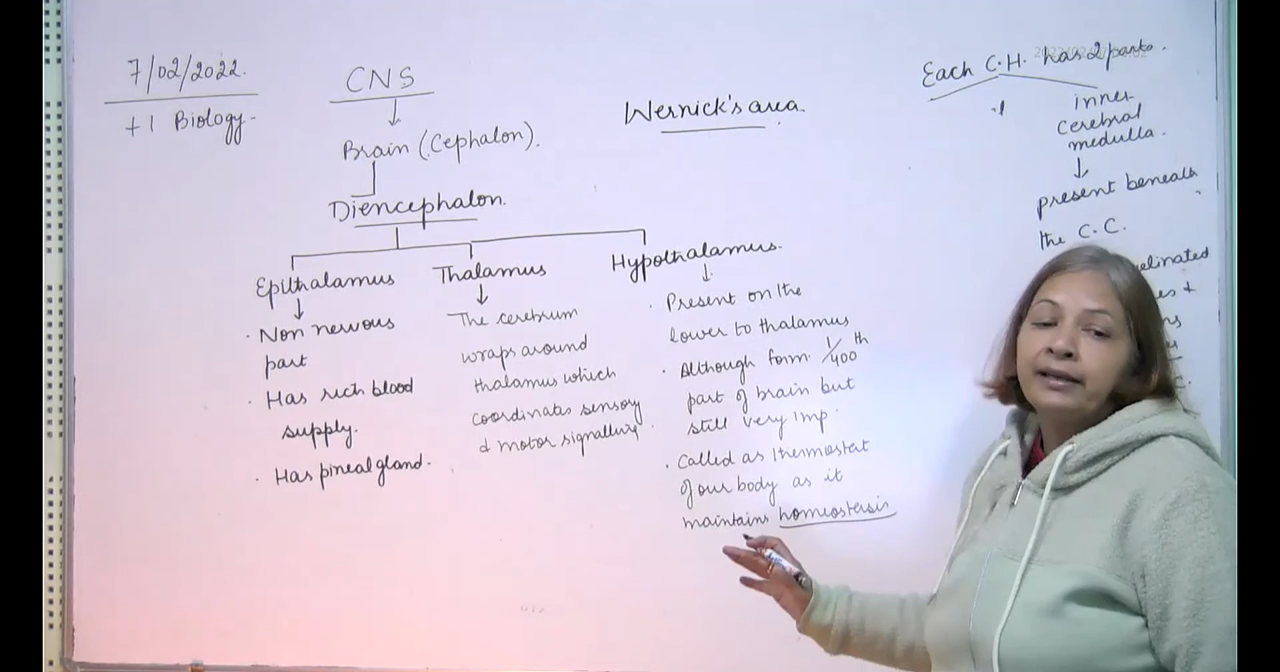 7/02/2022.
+1 Biology.
CNS
Brain (Cephalon).
Diencephalon.
Wernick's area.
Epithalamus
Non nervous
part
Has rich blood
supply.
Has pineal gland.
Thalamus
The cerebrum
wraps around
thalamus which
coordinates sensory
& motor signalling.
Hypothalamus.
Present on the
lower to thalamus
Although form 1/400th
part of brain but
still very imp.
Called as thermostat
of our body as it
maintains homeostasis
Each C.H. has 2 parts.
inner
cerebral
medulla.
present beneath
the C.C.